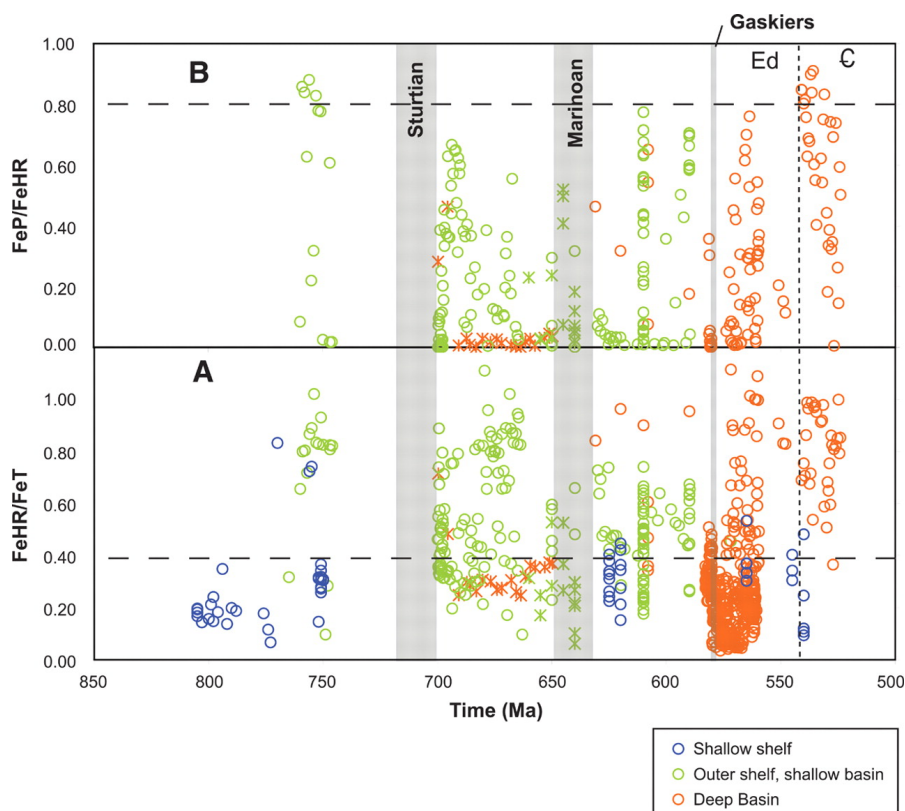 Gaskiers
1.00
B
Ed
Є
0.80
Sturtian
Marinoan
FeP/FeHR
0.60
0.40
0.20
0.00
A
1.00
0.80
FeHR/FeT
0.60
0.40
0.20
0.00
850 800 750 700 650 600 550 500
Time (Ma)
Shallow shelf
Outer shelf, shallow basin
Deep Basin